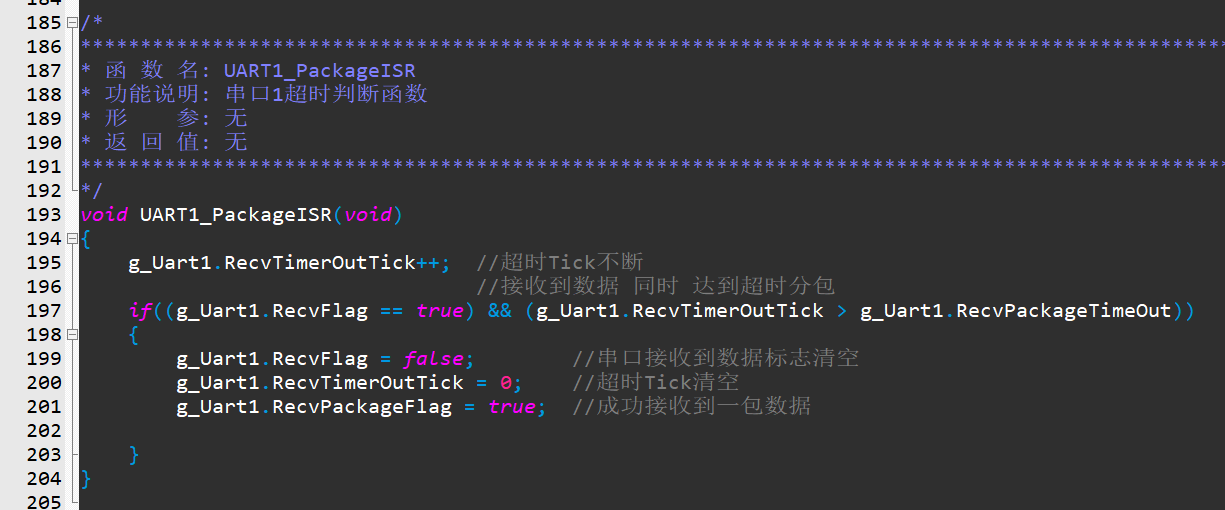 184
185 /*
186 ************************************************************************************************
187 * 函 数 名: UART1_PackageISR
188 * 功能说明: 串口1超时判断函数
189 * 形    参: 无
190 * 返 回 值: 无
191 ************************************************************************************************
192 */
193 void UART1_PackageISR(void)
194 {
195     g_Uart1.RecvTimerOutTick++;  //超时Tick不断
196                                  //接收到数据 同时 达到超时分包
197     if((g_Uart1.RecvFlag == true) && (g_Uart1.RecvTimerOutTick > g_Uart1.RecvPackageTimeOut))
198     {
199         g_Uart1.RecvFlag = false;        //串口接收到数据标志清空
200         g_Uart1.RecvTimerOutTick = 0;    //超时Tick清空
201         g_Uart1.RecvPackageFlag = true;  //成功接收到一包数据
202
203     }
204 }
205